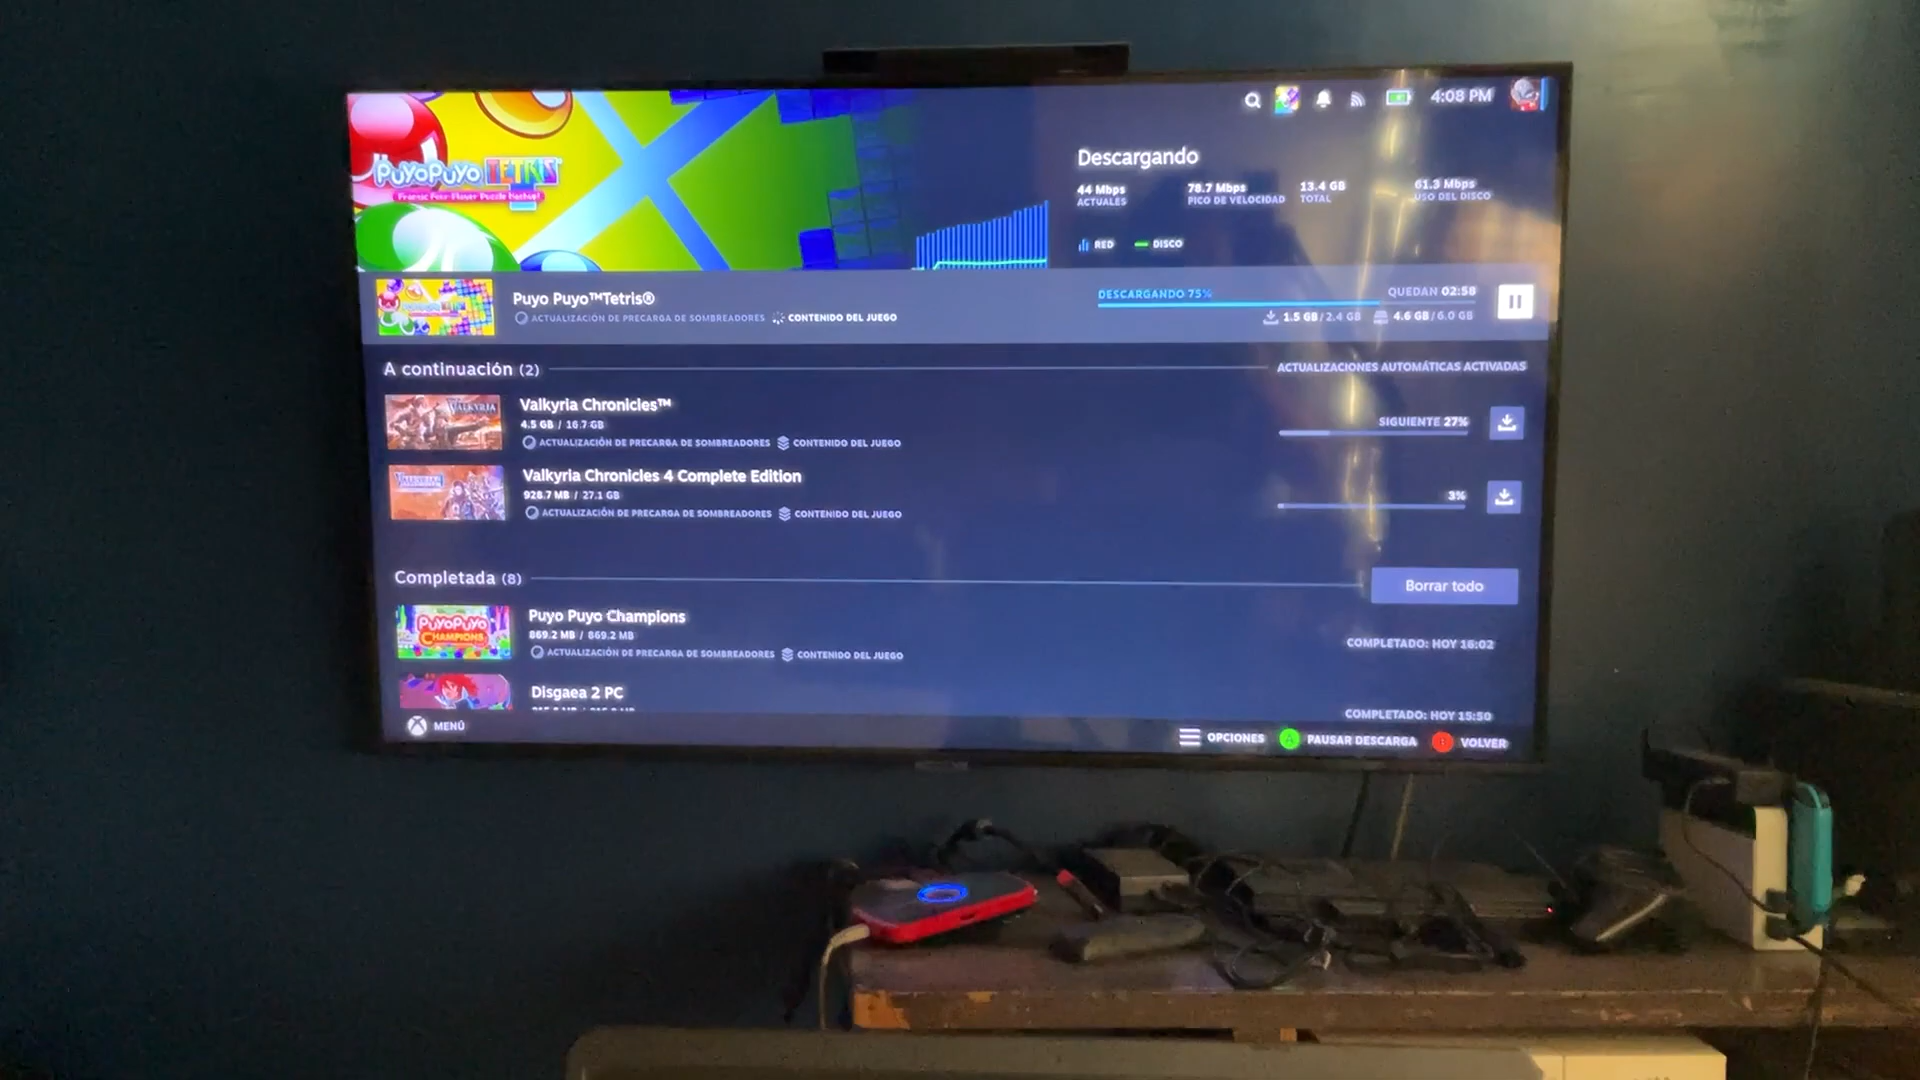 4:08 PM
PUYOPUYO TETRIS
Descargando
44 Mbps
ACTUALES
78.7 Mbps
PICO DE VELOCIDAD
13.4 GB
TOTAL
61.3 Mbps
USO DEL DISCO
RED
DISCO
Puyo Puyo™Tetris®
ACTUALIZACIÓN DE PRECARGA DE SOMBREADORES CONTENIDO DEL JUEGO
DESCARGANDO 75%
QUEDAN 02:58
1.5 GB / 2.4 GB 4.6 GB / 6.0 GB
A continuación (2)
ACTUALIZACIONES AUTOMÁTICAS ACTIVADAS
VALKYRIA
Valkyria Chronicles™
4.5 GB / 16.7 GB
ACTUALIZACIÓN DE PRECARGA DE SOMBREADORES CONTENIDO DEL JUEGO
SIGUIENTE 27%
Valkyria Chronicles 4 Complete Edition
928.7 MB / 27.1 GB
ACTUALIZACIÓN DE PRECARGA DE SOMBREADORES CONTENIDO DEL JUEGO
3%
Completada (8)
Borrar todo
PUYOPUYO
CHAMPIONS
Puyo Puyo Champions
869.2 MB / 869.2 MB
ACTUALIZACIÓN DE PRECARGA DE SOMBREADORES CONTENIDO DEL JUEGO
COMPLETADO: HOY 16:02
Disgaea 2 PC
COMPLETADO: HOY 15:50
MENÚ
OPCIONES
A PAUSAR DESCARGA
VOLVER